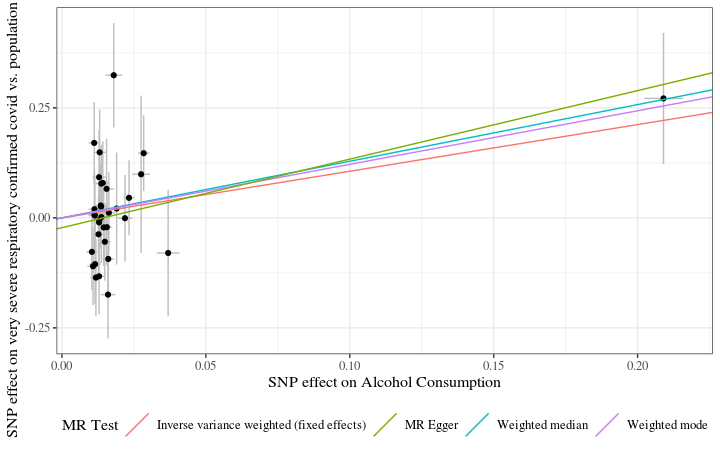 SNP effect on very severe respiratory confirmed covid vs. population
0.25
0.00
-0.25
0.00 0.05 0.10 0.15 0.20
SNP effect on Alcohol Consumption
MR Test Inverse variance weighted (fixed effects) MR Egger Weighted median Weighted mode